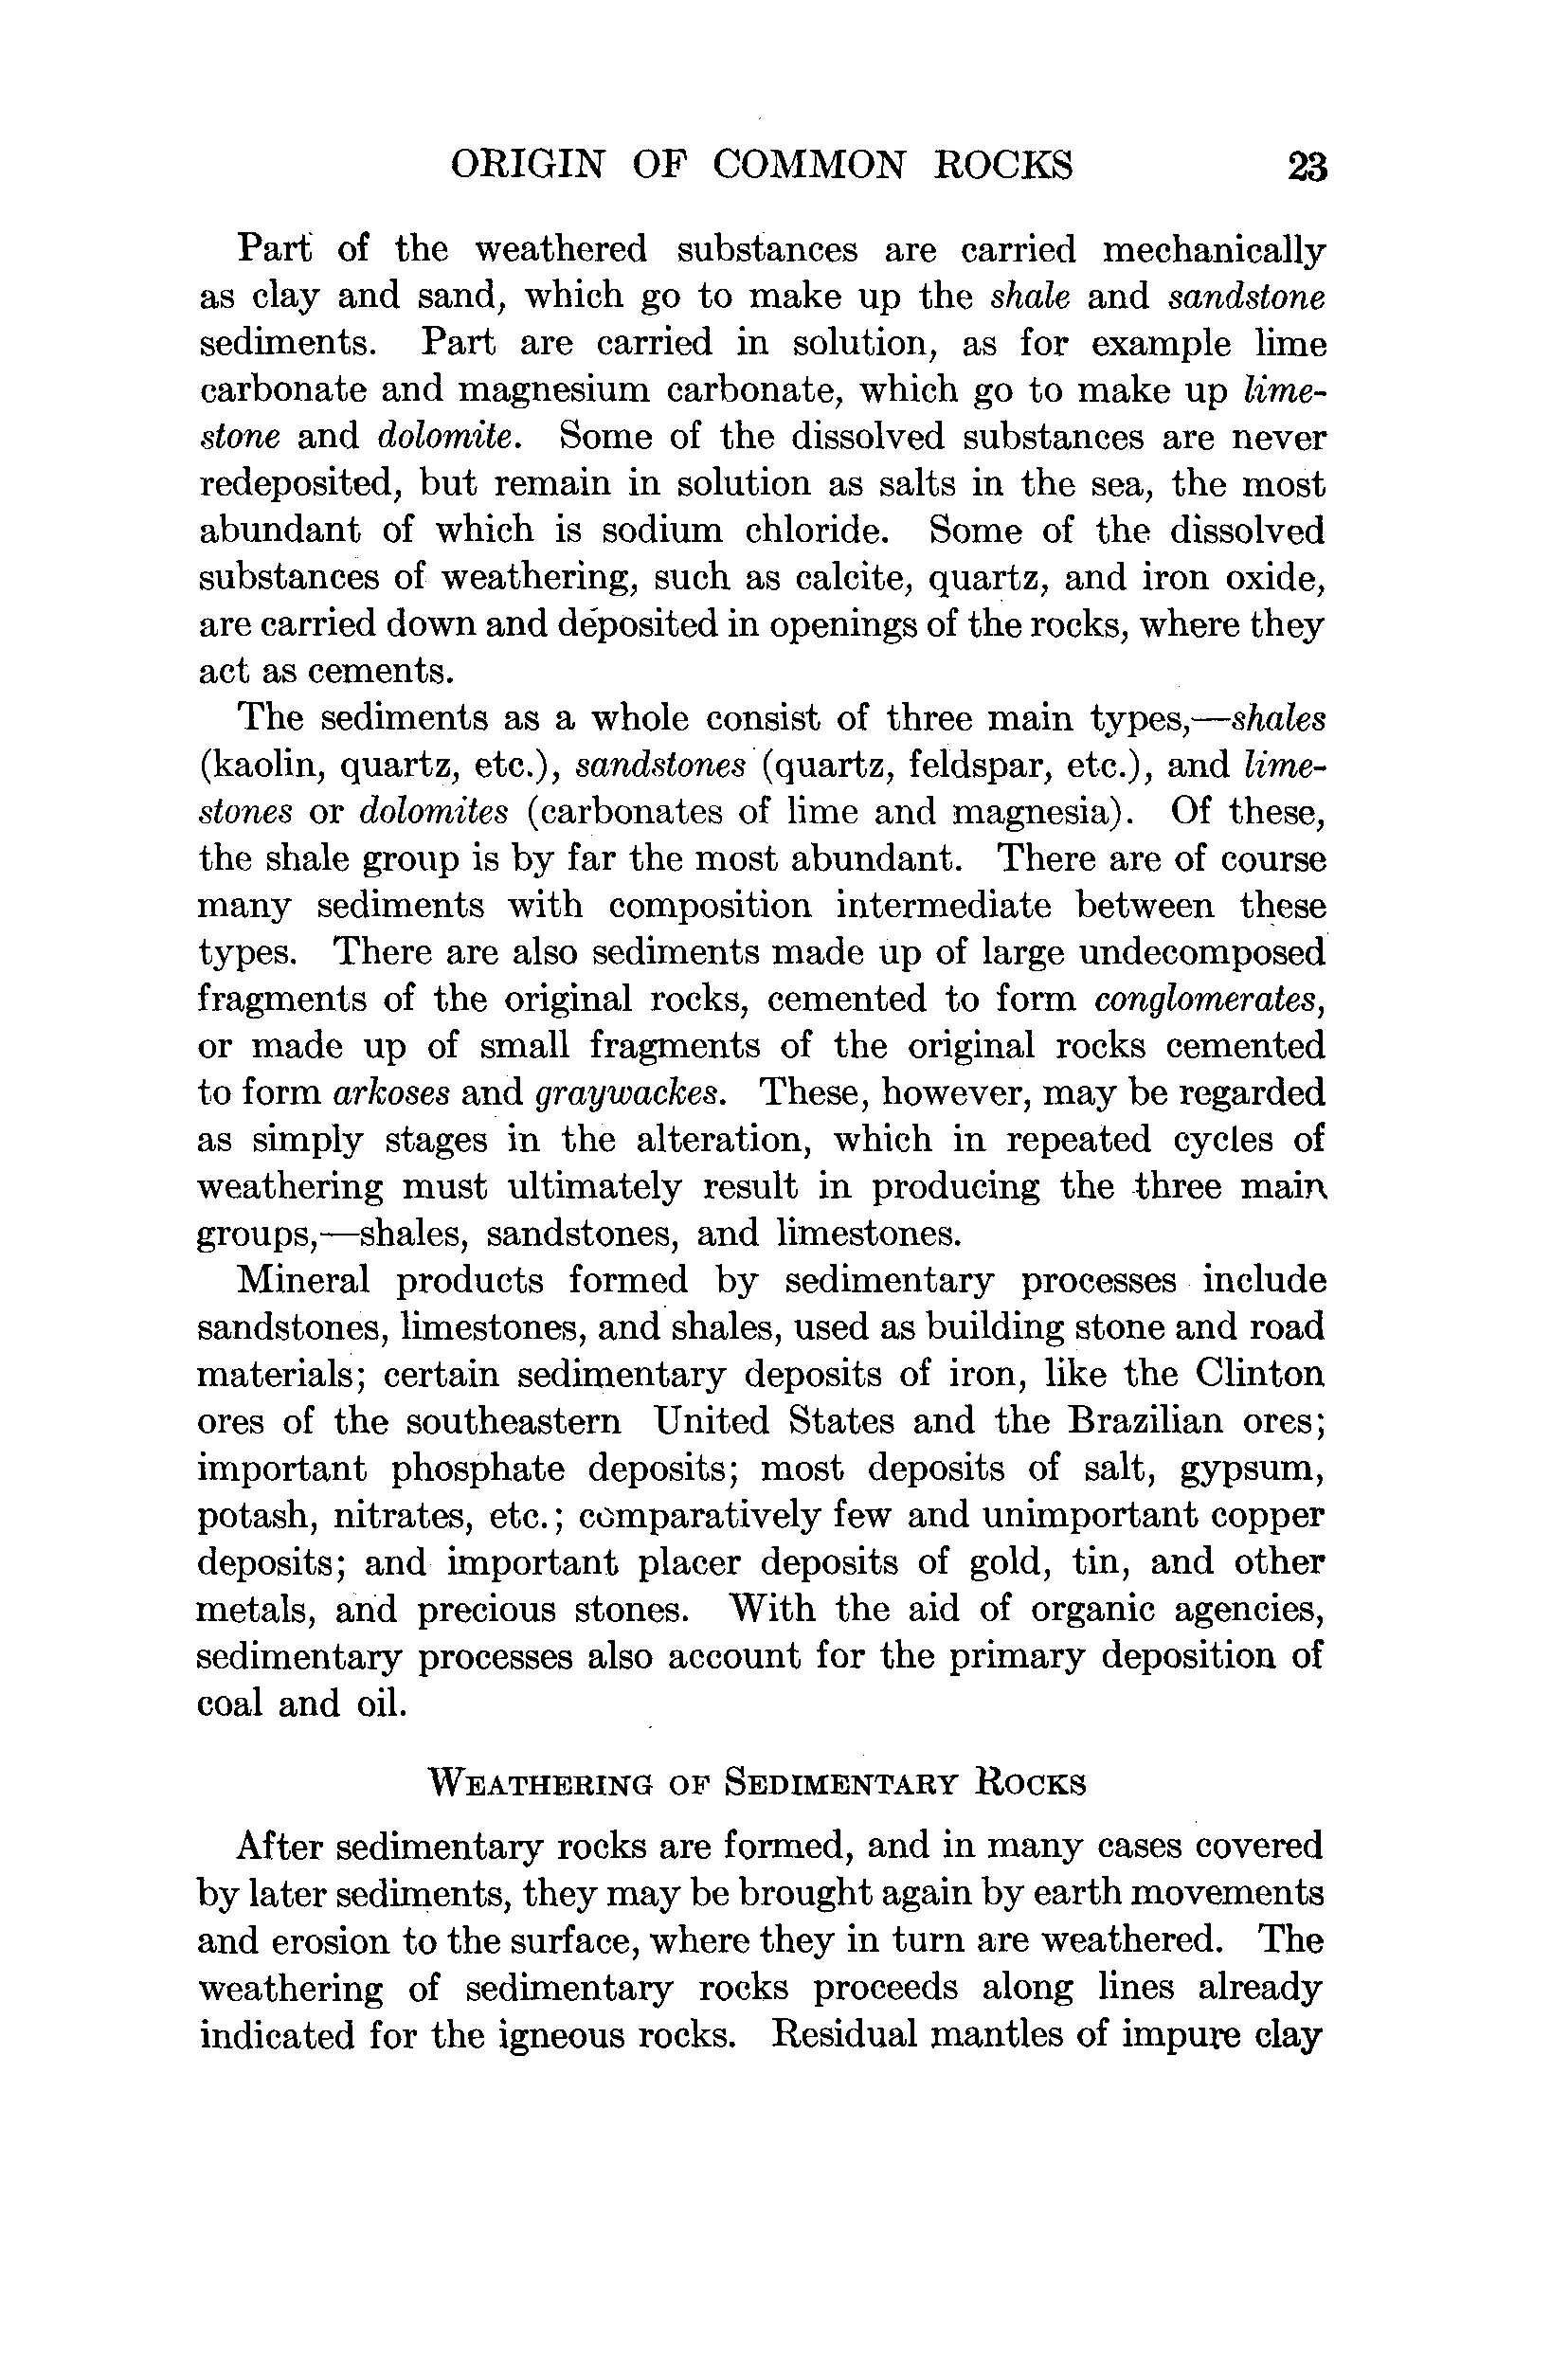 ORIGIN OF COMMON ROCKS 23
Part of the weathered substances are carried mechanically
as clay and sand, which go to make up the shale and sandstone
sediments. Part are carried in solution, as for example lime
carbonate and magnesium carbonate, which go to make up lime-
stone and dolomite. Some of the dissolved substances are never
redeposited, but remain in solution as salts in the sea, the most
abundant of which is sodium chloride. Some of the dissolved
substances of weathering, such as calcite, quartz, and iron oxide,
are carried down and deposited in openings of the rocks, where they
act as cements.
The sediments as a whole consist of three main types,—shales
(kaolin, quartz, etc.), sandstones (quartz, feldspar, etc.), and lime-
stones or dolomites (carbonates of lime and magnesia). Of these,
the shale group is by far the most abundant. There are of course
many sediments with composition intermediate between these
types. There are also sediments made up of large undecomposed
fragments of the original rocks, cemented to form conglomerates,
or made up of small fragments of the original rocks cemented
to form arkoses and graywackes. These, however, may be regarded
as simply stages in the alteration, which in repeated cycles of
weathering must ultimately result in producing the three main
groups,—shales, sandstones, and limestones.
Mineral products formed by sedimentary processes include
sandstones, limestones, and shales, used as building stone and road
materials; certain sedimentary deposits of iron, like the Clinton
ores of the southeastern United States and the Brazilian ores;
important phosphate deposits; most deposits of salt, gypsum,
potash, nitrates, etc.; comparatively few and unimportant copper
deposits; and important placer deposits of gold, tin, and other
metals, and precious stones. With the aid of organic agencies,
sedimentary processes also account for the primary deposition of
coal and oil.
WEATHERING OF SEDIMENTARY ROCKS
After sedimentary rocks are formed, and in many cases covered
by later sediments, they may be brought again by earth movements
and erosion to the surface, where they in turn are weathered. The
weathering of sedimentary rocks proceeds along lines already
indicated for the igneous rocks. Residual mantles of impure clay